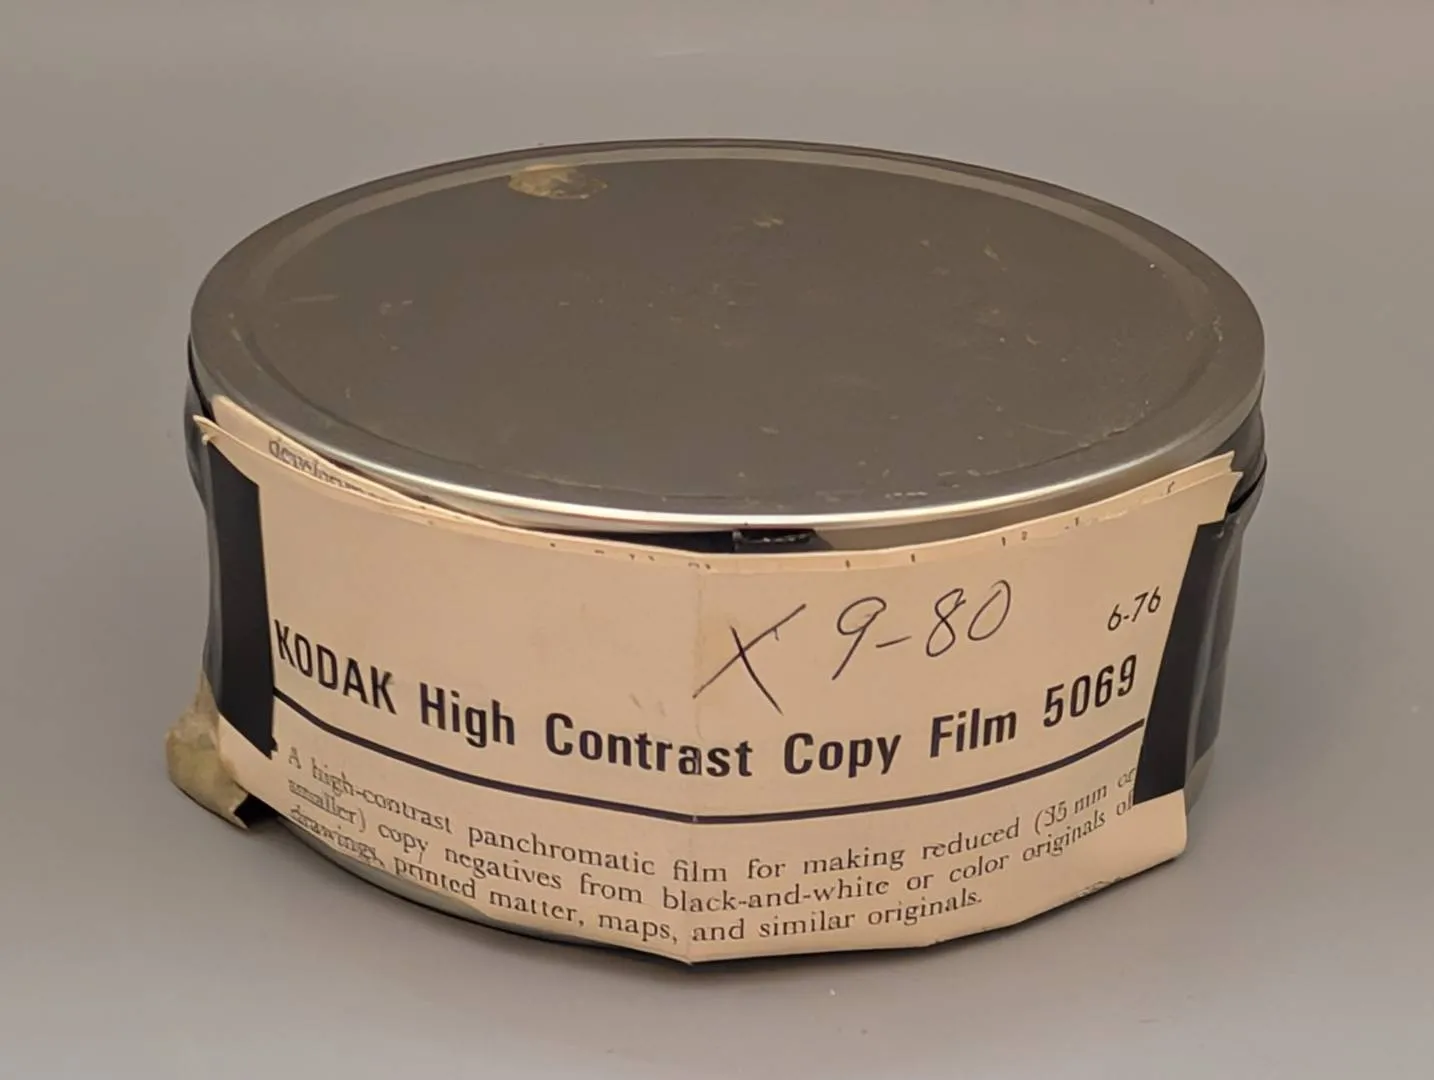 develop
X 9-80
6-76
KODAK High Contrast Copy Film 5069
A high-contrast panchromatic film for making reduced (35 mm or
smaller) copy negatives from black-and-white or color originals of
drawings, printed matter, maps, and similar originals.